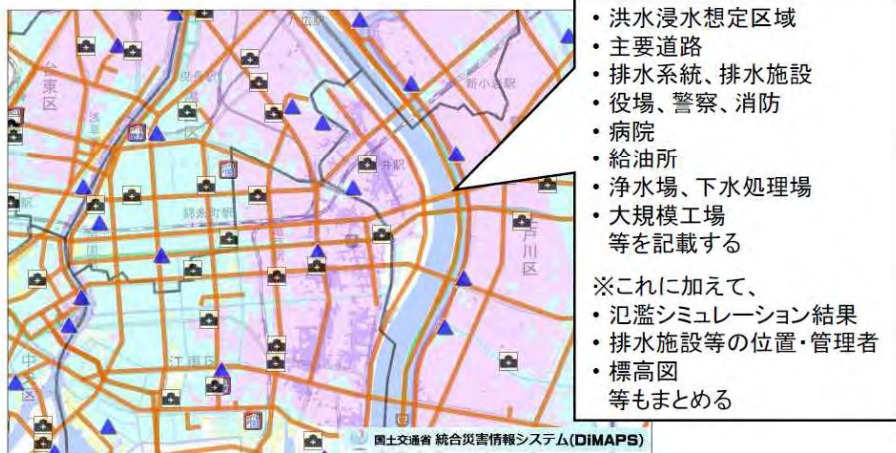 ・洪水浸水想定区域
・主要道路
・排水系統、排水施設
・役場、警察、消防
・病院
・給油所
・浄水場、下水処理場
・大規模工場
等を記載する
※これに加えて、
・氾濫シミュレーション結果
・排水施設等の位置・管理者
・標高図
等もまとめる
台東区
新小岩駅
錦糸町駅
江東区
戸川区
中央区
国土交通省 統合災害情報システム(DiMAPS)